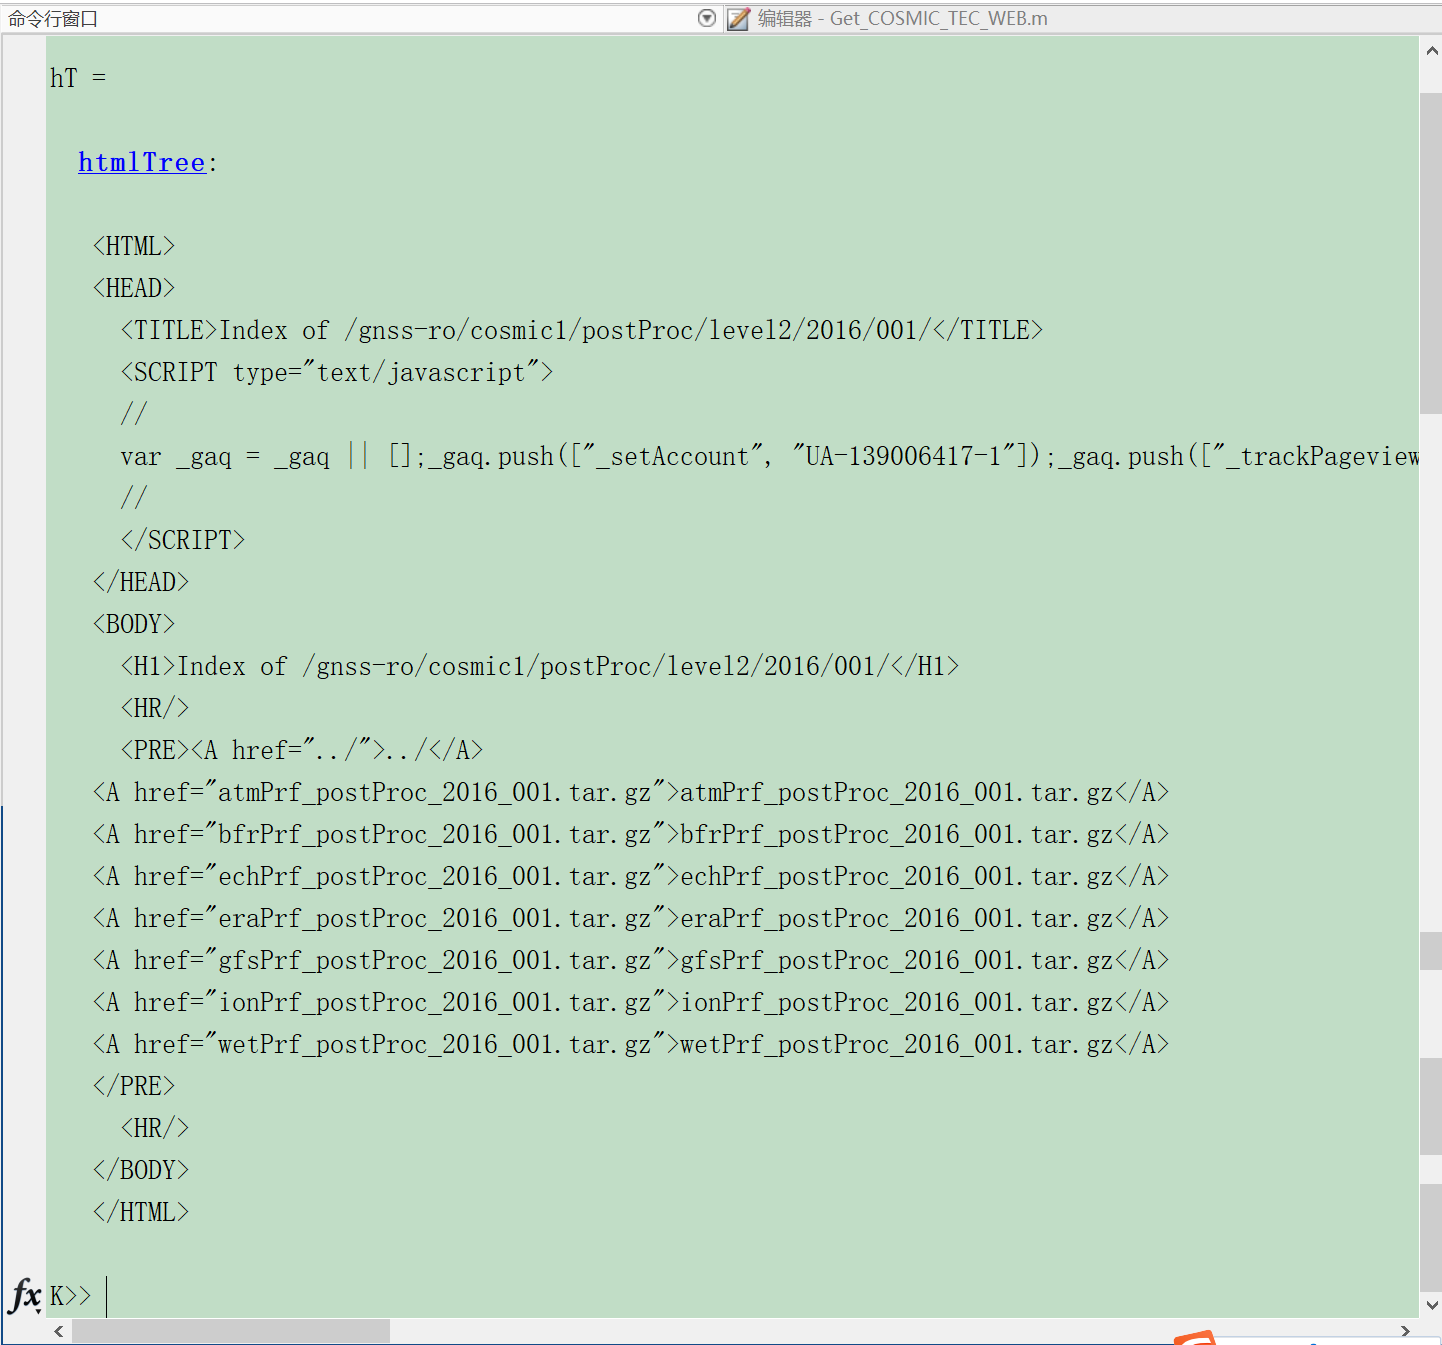 命令行窗口
编辑器 - Get_COSMIC_TEC_WEB.m
hT =
htmlTree:
<HTML>
<HEAD>
<TITLE>Index of /gnss-ro/cosmic1/postProc/level2/2016/001/</TITLE>
<SCRIPT type="text/javascript">
//
var _gaq = _gaq || [];_gaq.push(["_setAccount", "UA-139006417-1"]);_gaq.push(["_trackPageview
//
</SCRIPT>
</HEAD>
<BODY>
<H1>Index of /gnss-ro/cosmic1/postProc/level2/2016/001/</H1>
<HR/>
<PRE><A href="../">../</A>
<A href="atmPrf_postProc_2016_001.tar.gz">atmPrf_postProc_2016_001.tar.gz</A>
<A href="bfrPrf_postProc_2016_001.tar.gz">bfrPrf_postProc_2016_001.tar.gz</A>
<A href="echPrf_postProc_2016_001.tar.gz">echPrf_postProc_2016_001.tar.gz</A>
<A href="eraPrf_postProc_2016_001.tar.gz">eraPrf_postProc_2016_001.tar.gz</A>
<A href="gfsPrf_postProc_2016_001.tar.gz">gfsPrf_postProc_2016_001.tar.gz</A>
<A href="ionPrf_postProc_2016_001.tar.gz">ionPrf_postProc_2016_001.tar.gz</A>
<A href="wetPrf_postProc_2016_001.tar.gz">wetPrf_postProc_2016_001.tar.gz</A>
</PRE>
<HR/>
</BODY>
</HTML>
fx K>>